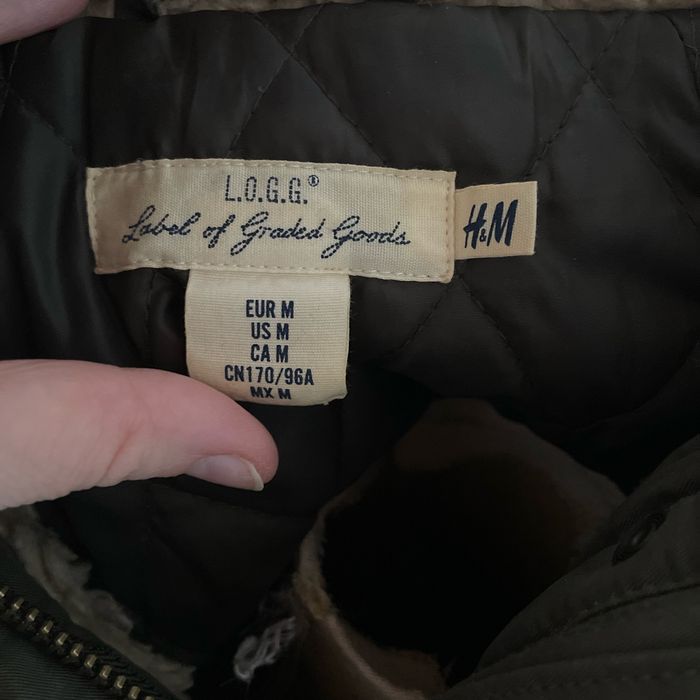 L.O.G.G.®
Label of Graded Goods
H&M
EUR M
US M
CA M
CN170/96A
MX M